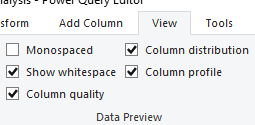 nalysis - Power Query Editor
sform Add Column View Tools
Monospaced Column distribution
Show whitespace Column profile
Column quality
Data Preview